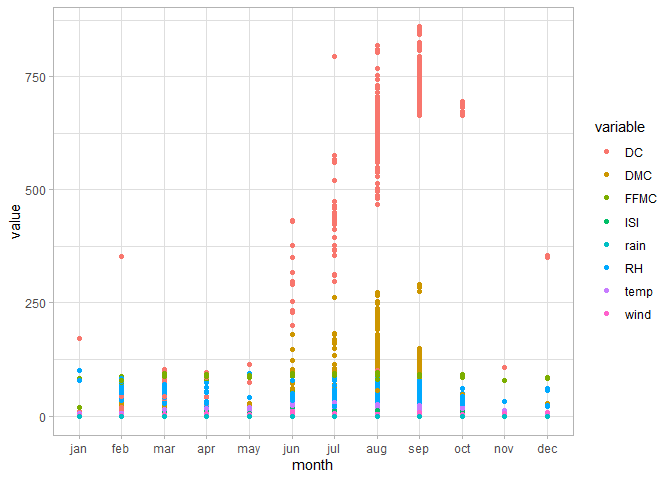 value
750
500
250
0
jan feb mar apr may jun jul aug sep oct nov dec
month
variable
DC
DMC
FFMC
ISI
rain
RH
temp
wind